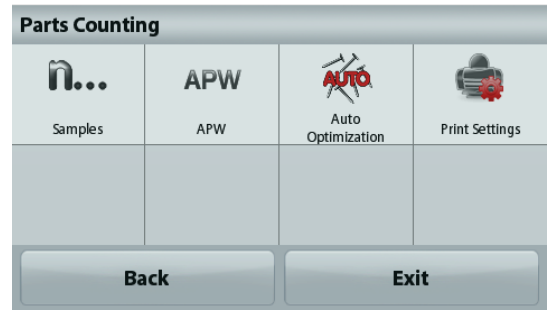 Parts Counting
n...
APW
AUTO
Samples
APW
Auto
Optimization
Print Settings
Back
Exit